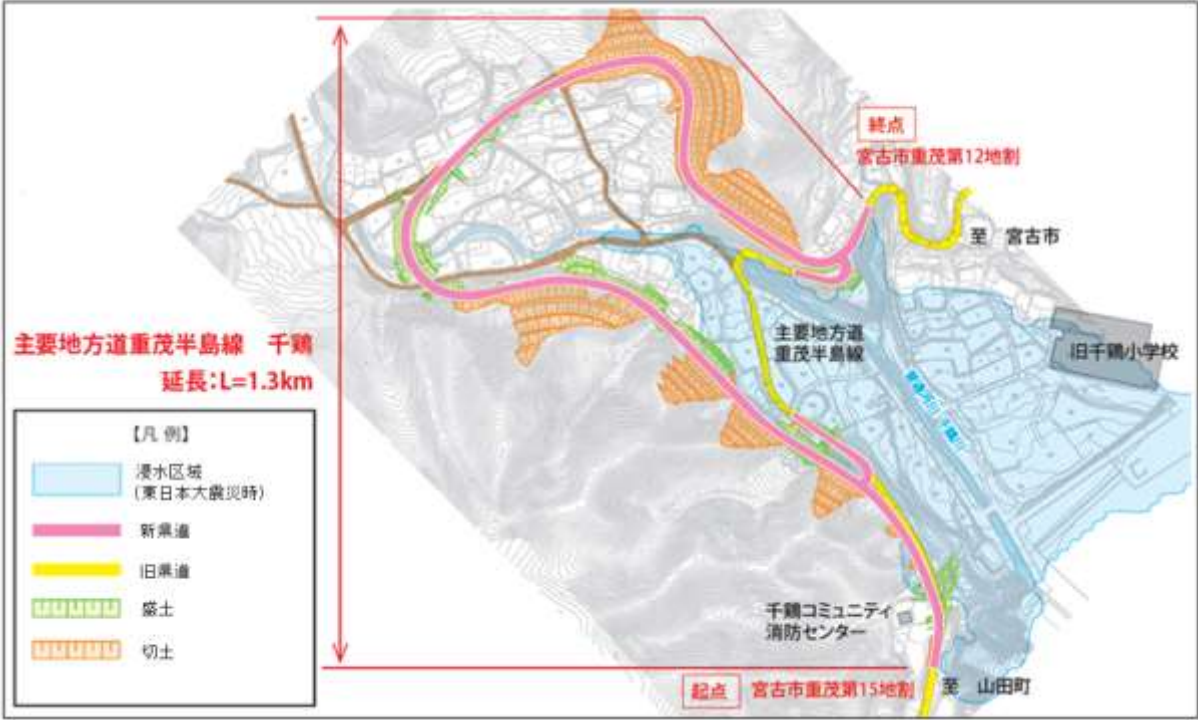 終点
宮古市重茂第12地割
至 宮古市
主要地方道
重茂半島線
旧千鶏小学校
主要地方道重茂半島線 千鶏
延長:L=1.3km
【凡 例】
浸水区域
(東日本大震災時)
新県道
旧県道
盛土
切土
千鶏コミュニティ
消防センター
起点
宮古市重茂第15地割
至 山田町